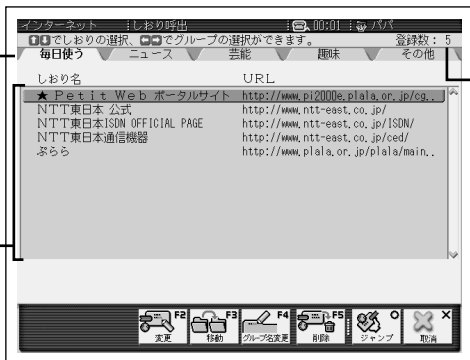 インターネット しおり呼出 00:01 パパ
でしおりの選択、でグループの選択ができます。 登録数: 5
毎日使う ニュース 芸能 趣味 その他
しおり名 URL
★ Petit Web ポータルサイト http://www.pi2000e.plala.or.jp/cg..
NTT東日本 公式 http://www.ntt-east.co.jp/
NTT東日本ISDN OFFICIAL PAGE http://www.ntt-east.co.jp/ISDN/
NTT東日本通信機器 http://www.ntt-east.co.jp/ced/
ぷらら http://www.plala.or.jp/plala/main..
F2 F3 F4 F5 O X
変更 移動 グループ名変更 削除 ジャンプ 取消